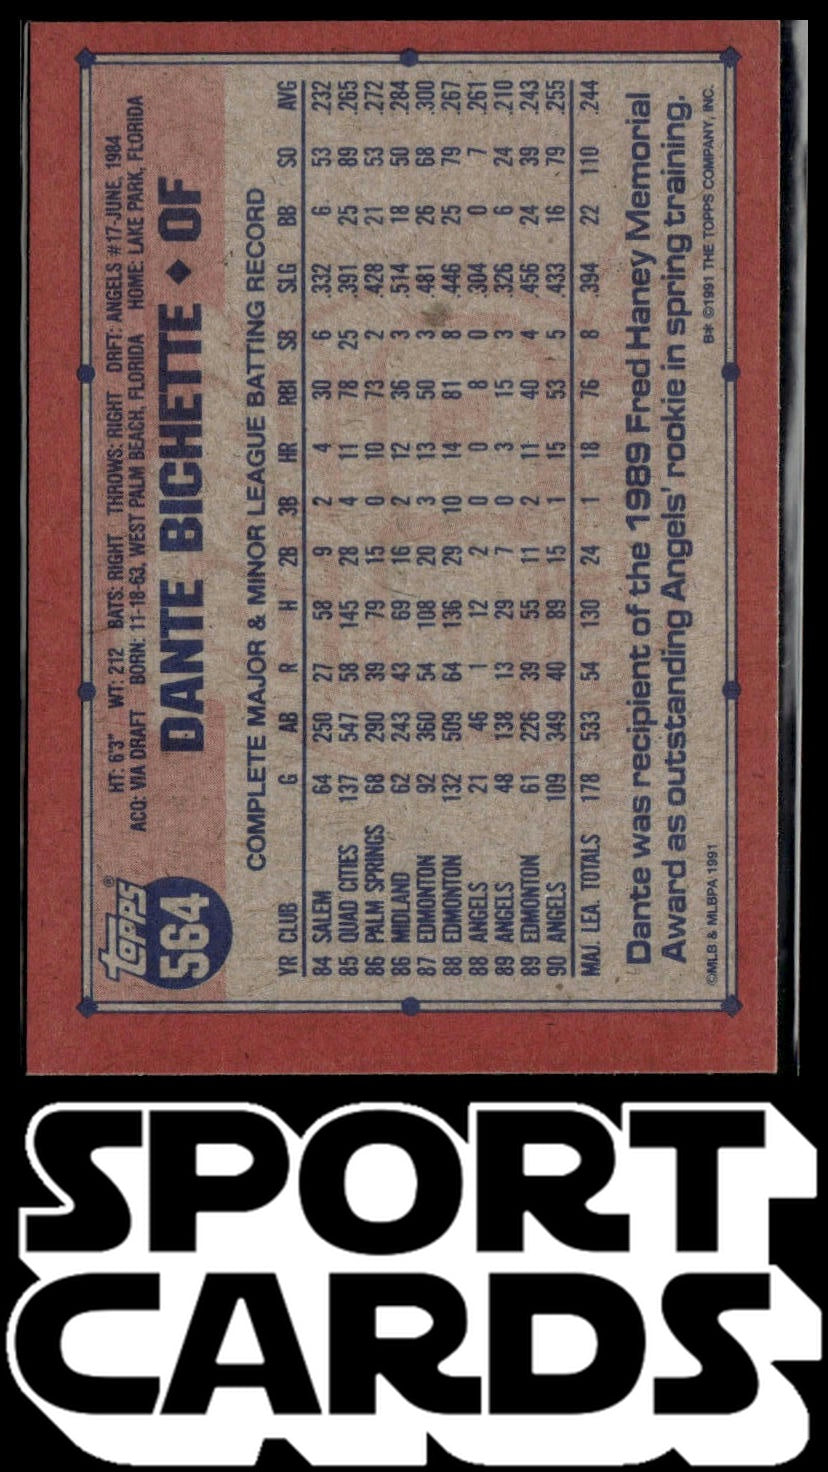 topps®
564
HT: 6'3" WT: 212 BATS: RIGHT THROWS: RIGHT DRFT: ANGELS #17-JUNE, 1984
ACQ: VIA DRAFT BORN: 11-18-63, WEST PALM BEACH, FLORIDA HOME: LAKE PARK, FLORIDA
DANTE BICHETTE ◆ OF
COMPLETE MAJOR & MINOR LEAGUE BATTING RECORD
YR CLUB G AB R H 2B 3B HR RBI SB SLG BB SO AVG
84 SALEM 64 250 27 58 9 2 4 30 6 .332 6 53 .232
85 QUAD CITIES 137 547 58 145 28 4 11 78 25 .391 25 89 .265
86 PALM SPRINGS 68 290 39 79 15 0 10 73 2 .428 21 53 .272
86 MIDLAND 62 243 43 69 16 2 12 36 3 .514 18 50 .284
87 EDMONTON 92 360 54 108 20 3 13 50 3 .481 26 68 .300
88 EDMONTON 132 509 64 136 29 10 14 81 8 .446 25 79 .267
88 ANGELS 21 46 1 12 2 0 0 8 0 .304 0 7 .261
89 ANGELS 48 138 13 29 7 0 3 15 3 .326 6 24 .210
89 EDMONTON 61 226 39 55 11 2 11 40 4 .456 24 39 .243
90 ANGELS 109 349 40 89 15 1 15 53 5 .433 16 79 .255
MAJ. LEA. TOTALS 178 533 54 130 24 1 18 76 8 .394 22 110 .244
Dante was recipient of the 1989 Fred Haney Memorial
Award as outstanding Angels' rookie in spring training.
©MLB & MLBPA 1991 B* ©1991 THE TOPPS COMPANY, INC.
SPORT
CARDS